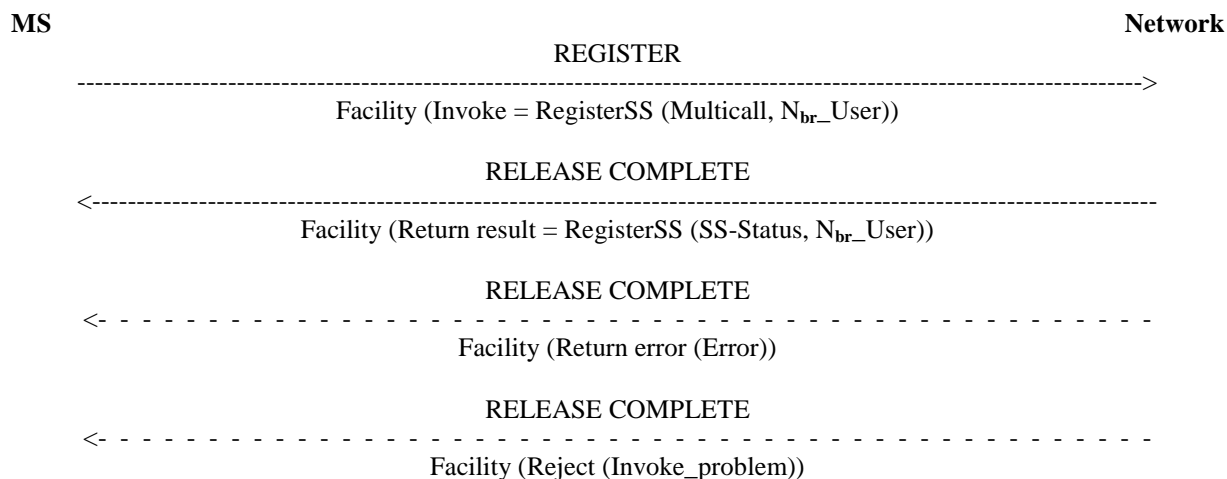 MS Network
REGISTER
Facility (Invoke = RegisterSS (Multicall, Nbr_User))
RELEASE COMPLETE
Facility (Return result = RegisterSS (SS-Status, Nbr_User))
RELEASE COMPLETE
Facility (Return error (Error))
RELEASE COMPLETE
Facility (Reject (Invoke_problem))